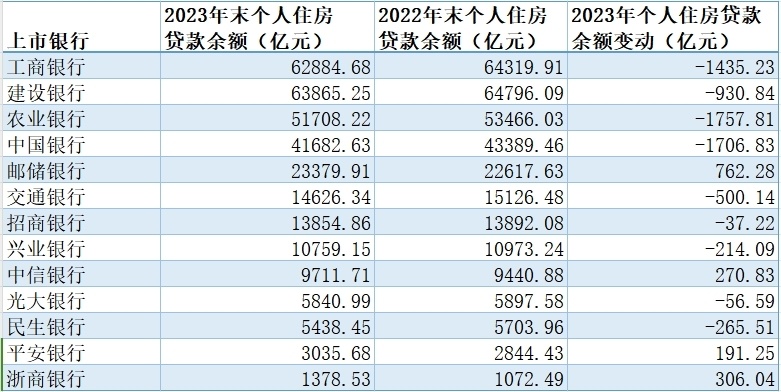 上市银行 2023年末个人住房贷款余额（亿元） 2022年末个人住房贷款余额（亿元） 2023年个人住房贷款余额变动（亿元）
工商银行 62884.68 64319.91 -1435.23
建设银行 63865.25 64796.09 -930.84
农业银行 51708.22 53466.03 -1757.81
中国银行 41682.63 43389.46 -1706.83
邮储银行 23379.91 22617.63 762.28
交通银行 14626.34 15126.48 -500.14
招商银行 13854.86 13892.08 -37.22
兴业银行 10759.15 10973.24 -214.09
中信银行 9711.71 9440.88 270.83
光大银行 5840.99 5897.58 -56.59
民生银行 5438.45 5703.96 -265.51
平安银行 3035.68 2844.43 191.25
浙商银行 1378.53 1072.49 306.04